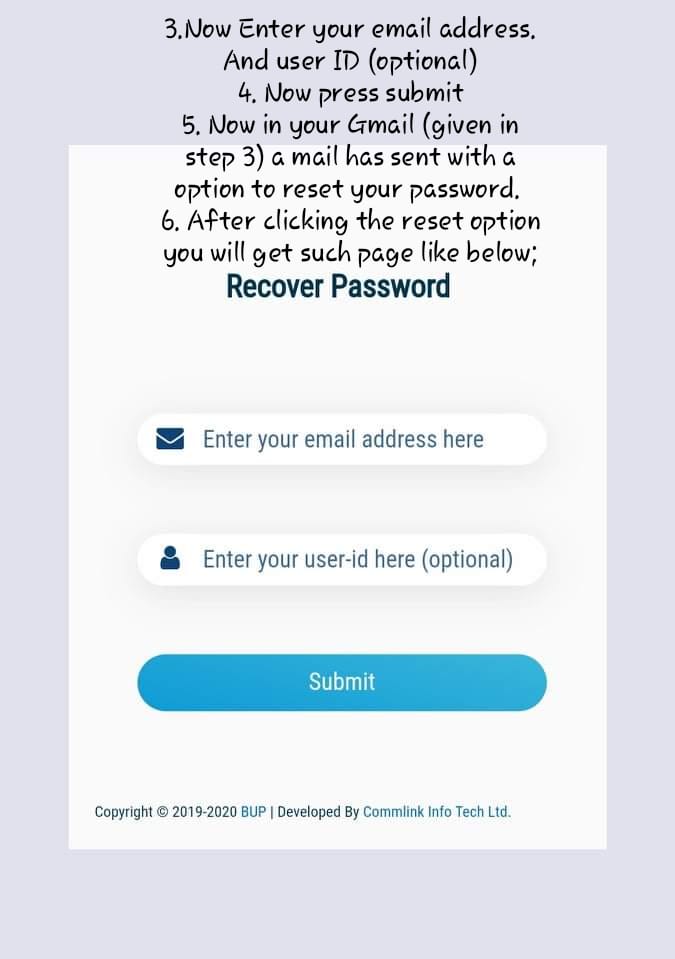 3.Now Enter your email address.
And user ID (optional)
4. Now press submit
5. Now in your Gmail (given in
step 3) a mail has sent with a
option to reset your password.
6. After clicking the reset option
you will get such page like below;
Recover Password
Enter your email address here
Enter your user-id here (optional)
Submit
Copyright © 2019-2020 BUP | Developed By Commlink Info Tech Ltd.